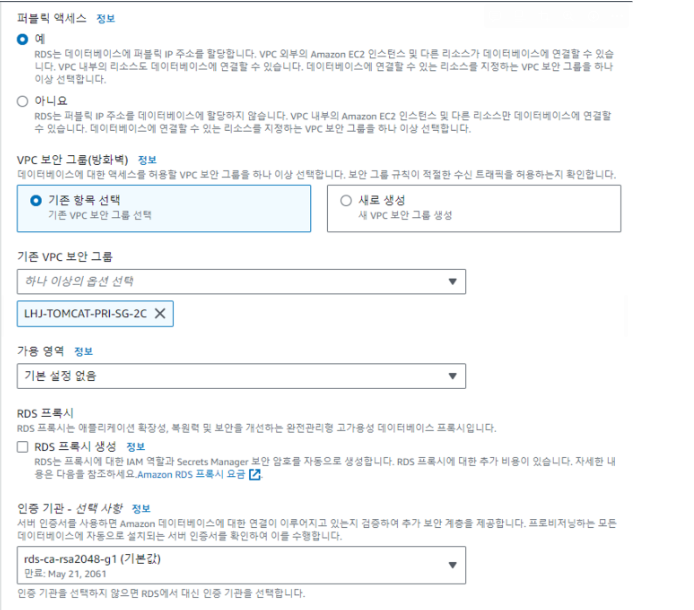 퍼블릭 액세스 정보
예
RDS는 데이터베이스에 퍼블릭 IP 주소를 할당합니다. VPC 외부의 Amazon EC2 인스턴스 및 다른 리소스가 데이터베이스에 연결할 수 있습
니다. VPC 내부의 리소스도 데이터베이스에 연결할 수 있습니다. 데이터베이스에 연결할 수 있는 리소스를 지정하는 VPC 보안 그룹을 하나
이상 선택합니다.
아니요
RDS는 퍼블릭 IP 주소를 데이터베이스에 할당하지 않습니다. VPC 내부의 Amazon EC2 인스턴스 및 다른 리소스만 데이터베이스에 연결할
수 있습니다. 데이터베이스에 연결할 수 있는 리소스를 지정하는 VPC 보안 그룹을 하나 이상 선택합니다.
VPC 보안 그룹(방화벽) 정보
데이터베이스에 대한 액세스를 허용할 VPC 보안 그룹을 하나 이상 선택합니다. 보안 그룹 규칙이 적절한 수신 트래픽을 허용하는지 확인합니다.
기존 항목 선택
기존 VPC 보안 그룹 선택
새로 생성
새 VPC 보안 그룹 생성
기존 VPC 보안 그룹
하나 이상의 옵션 선택
LHJ-TOMCAT-PRI-SG-2C
가용 영역 정보
기본 설정 없음
RDS 프록시
RDS 프록시는 애플리케이션 확장성, 복원력 및 보안을 개선하는 완전관리형 고가용성 데이터베이스 프록시입니다.
RDS 프록시 생성 정보
RDS는 프록시에 대한 IAM 역할과 Secrets Manager 보안 암호를 자동으로 생성합니다. RDS 프록시에 대한 추가 비용이 있습니다. 자세한 내
용은 다음을 참조하세요.Amazon RDS 프록시 요금
인증 기관 - 선택 사항 정보
서버 인증서를 사용하면 Amazon 데이터베이스에 대한 연결이 이루어지고 있는지 검증하여 추가 보안 계층을 제공합니다. 프로비저닝하는 모든
데이터베이스에 자동으로 설치되는 서버 인증서를 확인하여 이를 수행합니다.
rds-ca-rsa2048-g1 (기본값)
만료: May 21, 2061
인증 기관을 선택하지 않으면 RDS에서 대신 인증 기관을 선택합니다.